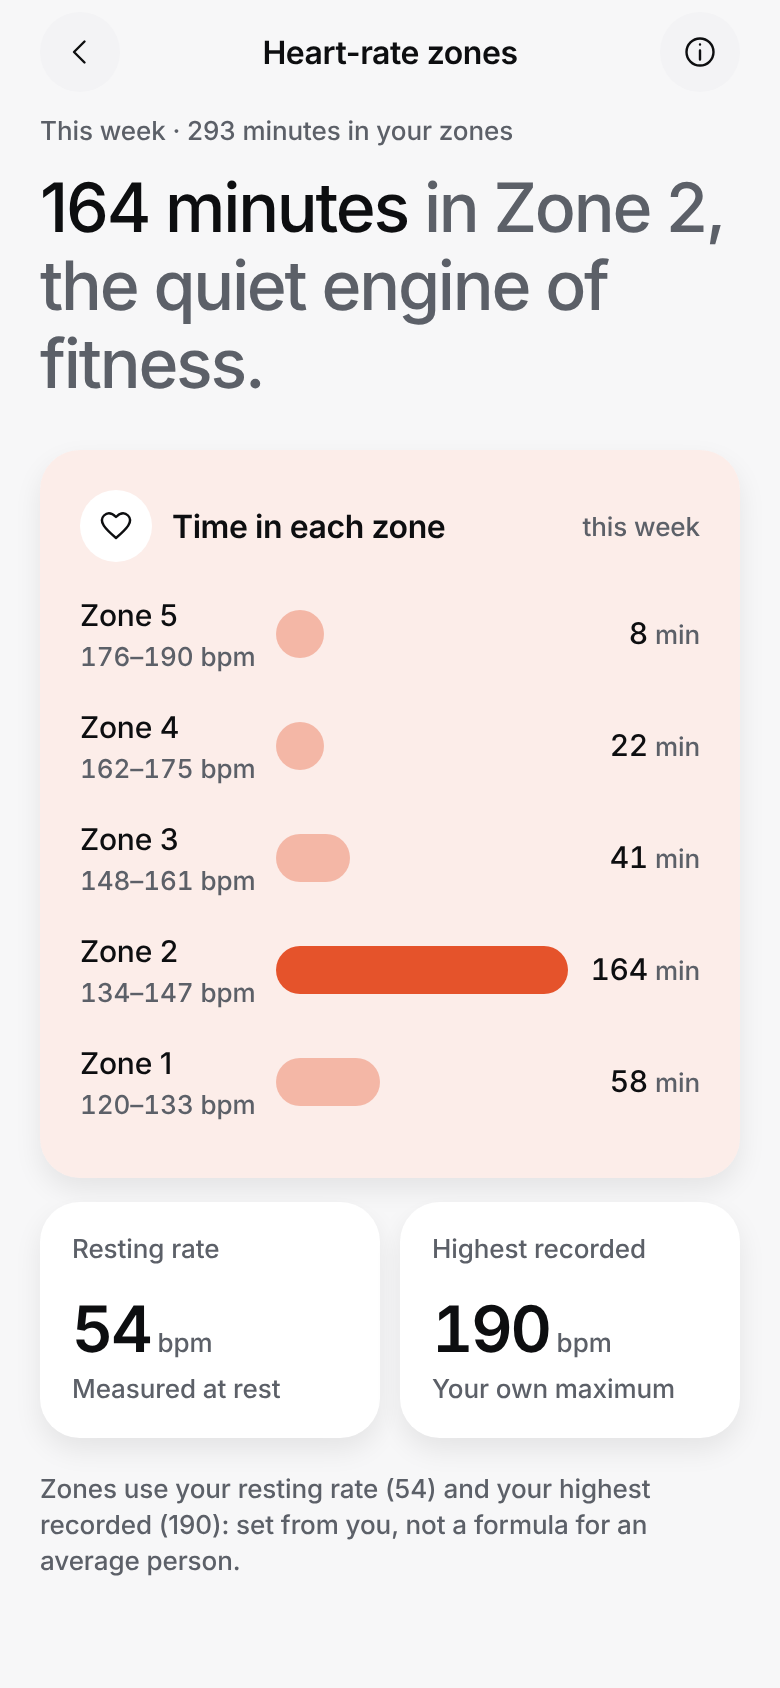 Heart-rate zones
This week · 293 minutes in your zones
164 minutes in Zone 2,
the quiet engine of
fitness.
Time in each zone
this week
Zone 5
176–190 bpm
8 min
Zone 4
162–175 bpm
22 min
Zone 3
148–161 bpm
41 min
Zone 2
134–147 bpm
164 min
Zone 1
120–133 bpm
58 min
Resting rate
54 bpm
Measured at rest
Highest recorded
190 bpm
Your own maximum
Zones use your resting rate (54) and your highest
recorded (190): set from you, not a formula for an
average person.